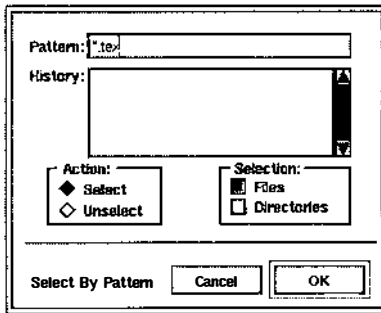 Pattern: *.tex
History:
Action:
Select
Unselect
Selection:
Files
Directories
Select By Pattern
Cancel
OK